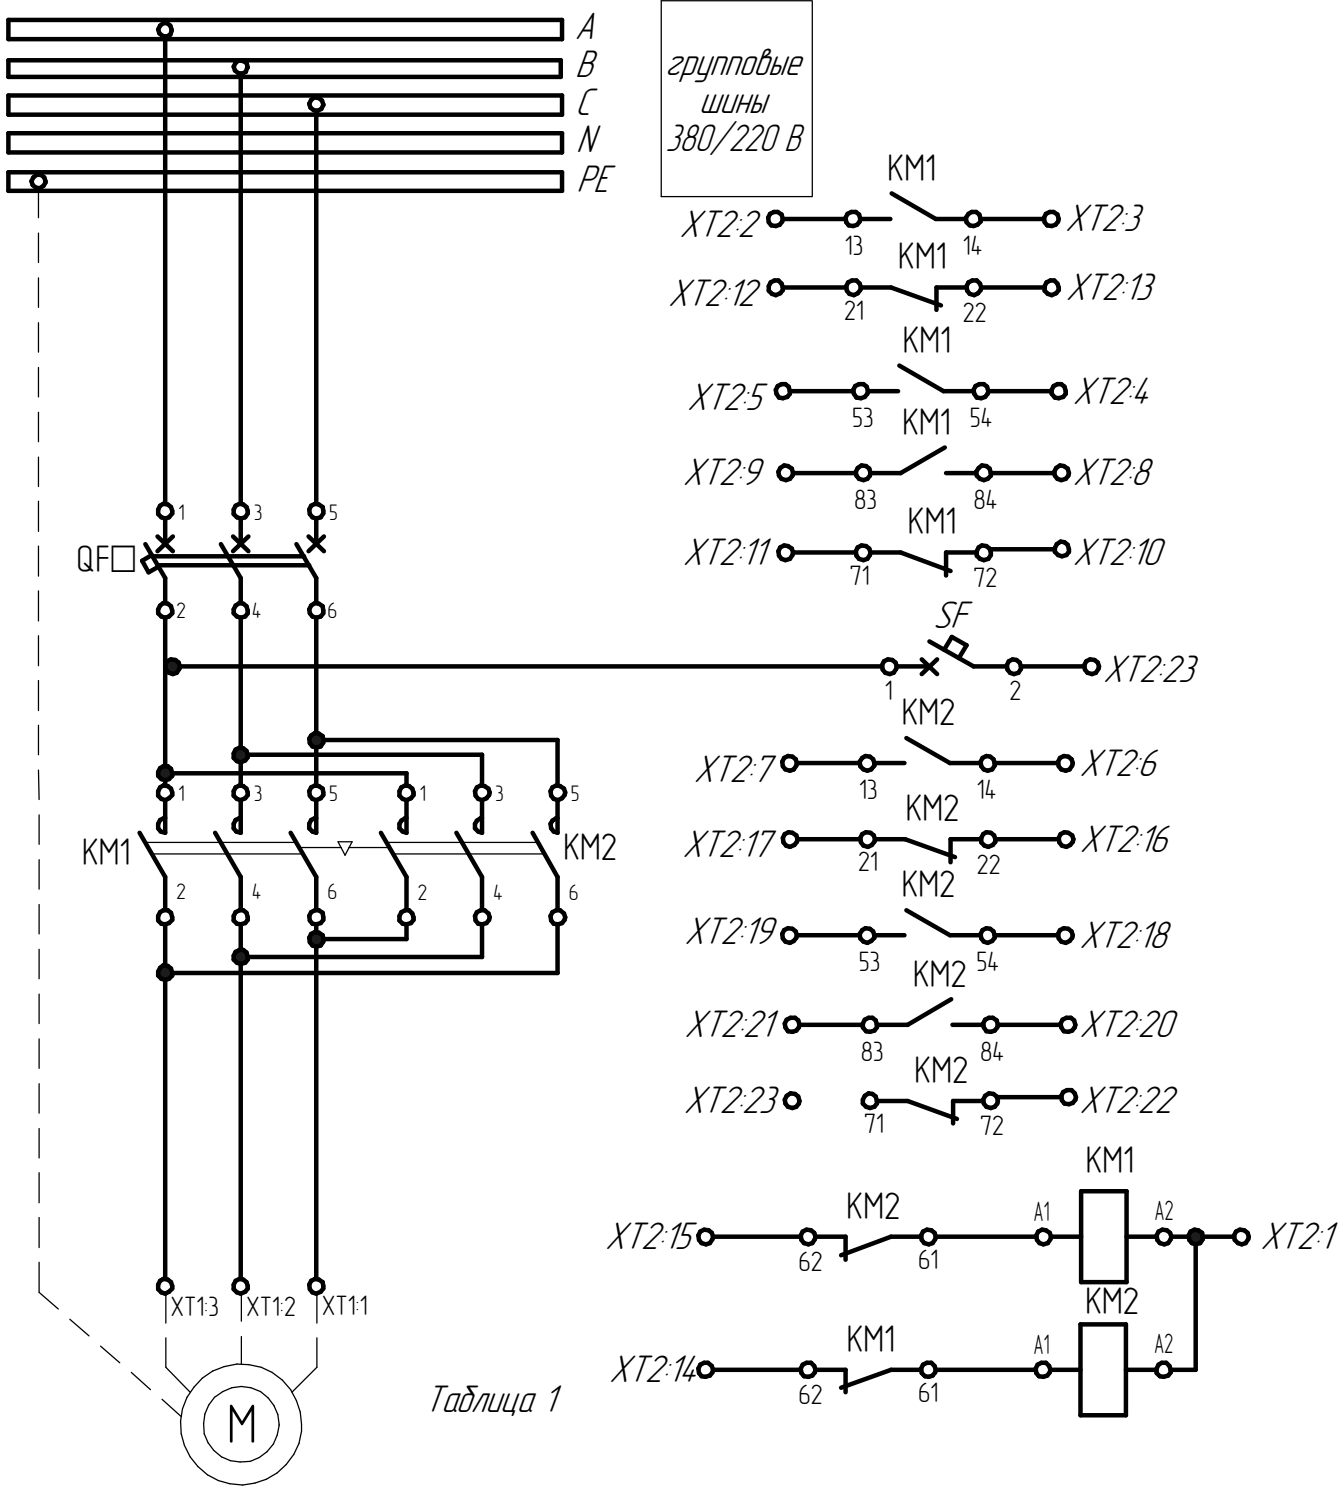 A
B
C
N
PE
групповые
шины
380/220 В
KM1
XT2:2
13
14
XT2:3
KM1
XT2:12
21
22
XT2:13
KM1
XT2:5
53
54
XT2:4
KM1
XT2:9
83
84
XT2:8
KM1
XT2:11
71
72
XT2:10
1
3
5
QF□
2
4
6
SF
1
2
XT2:23
KM2
XT2:7
13
14
XT2:6
KM2
XT2:17
21
22
XT2:16
KM2
XT2:19
53
54
XT2:18
KM2
XT2:21
83
84
XT2:20
KM2
XT2:23
71
72
XT2:22
1
3
5
1
3
5
KM1
KM2
2
4
6
2
4
6
KM1
KM2
A1
A2
XT2:15
62
61
XT2:1
KM2
KM1
A1
A2
XT2:14
62
61
XT1:3
XT1:2
XT1:1
M
Таблица 1